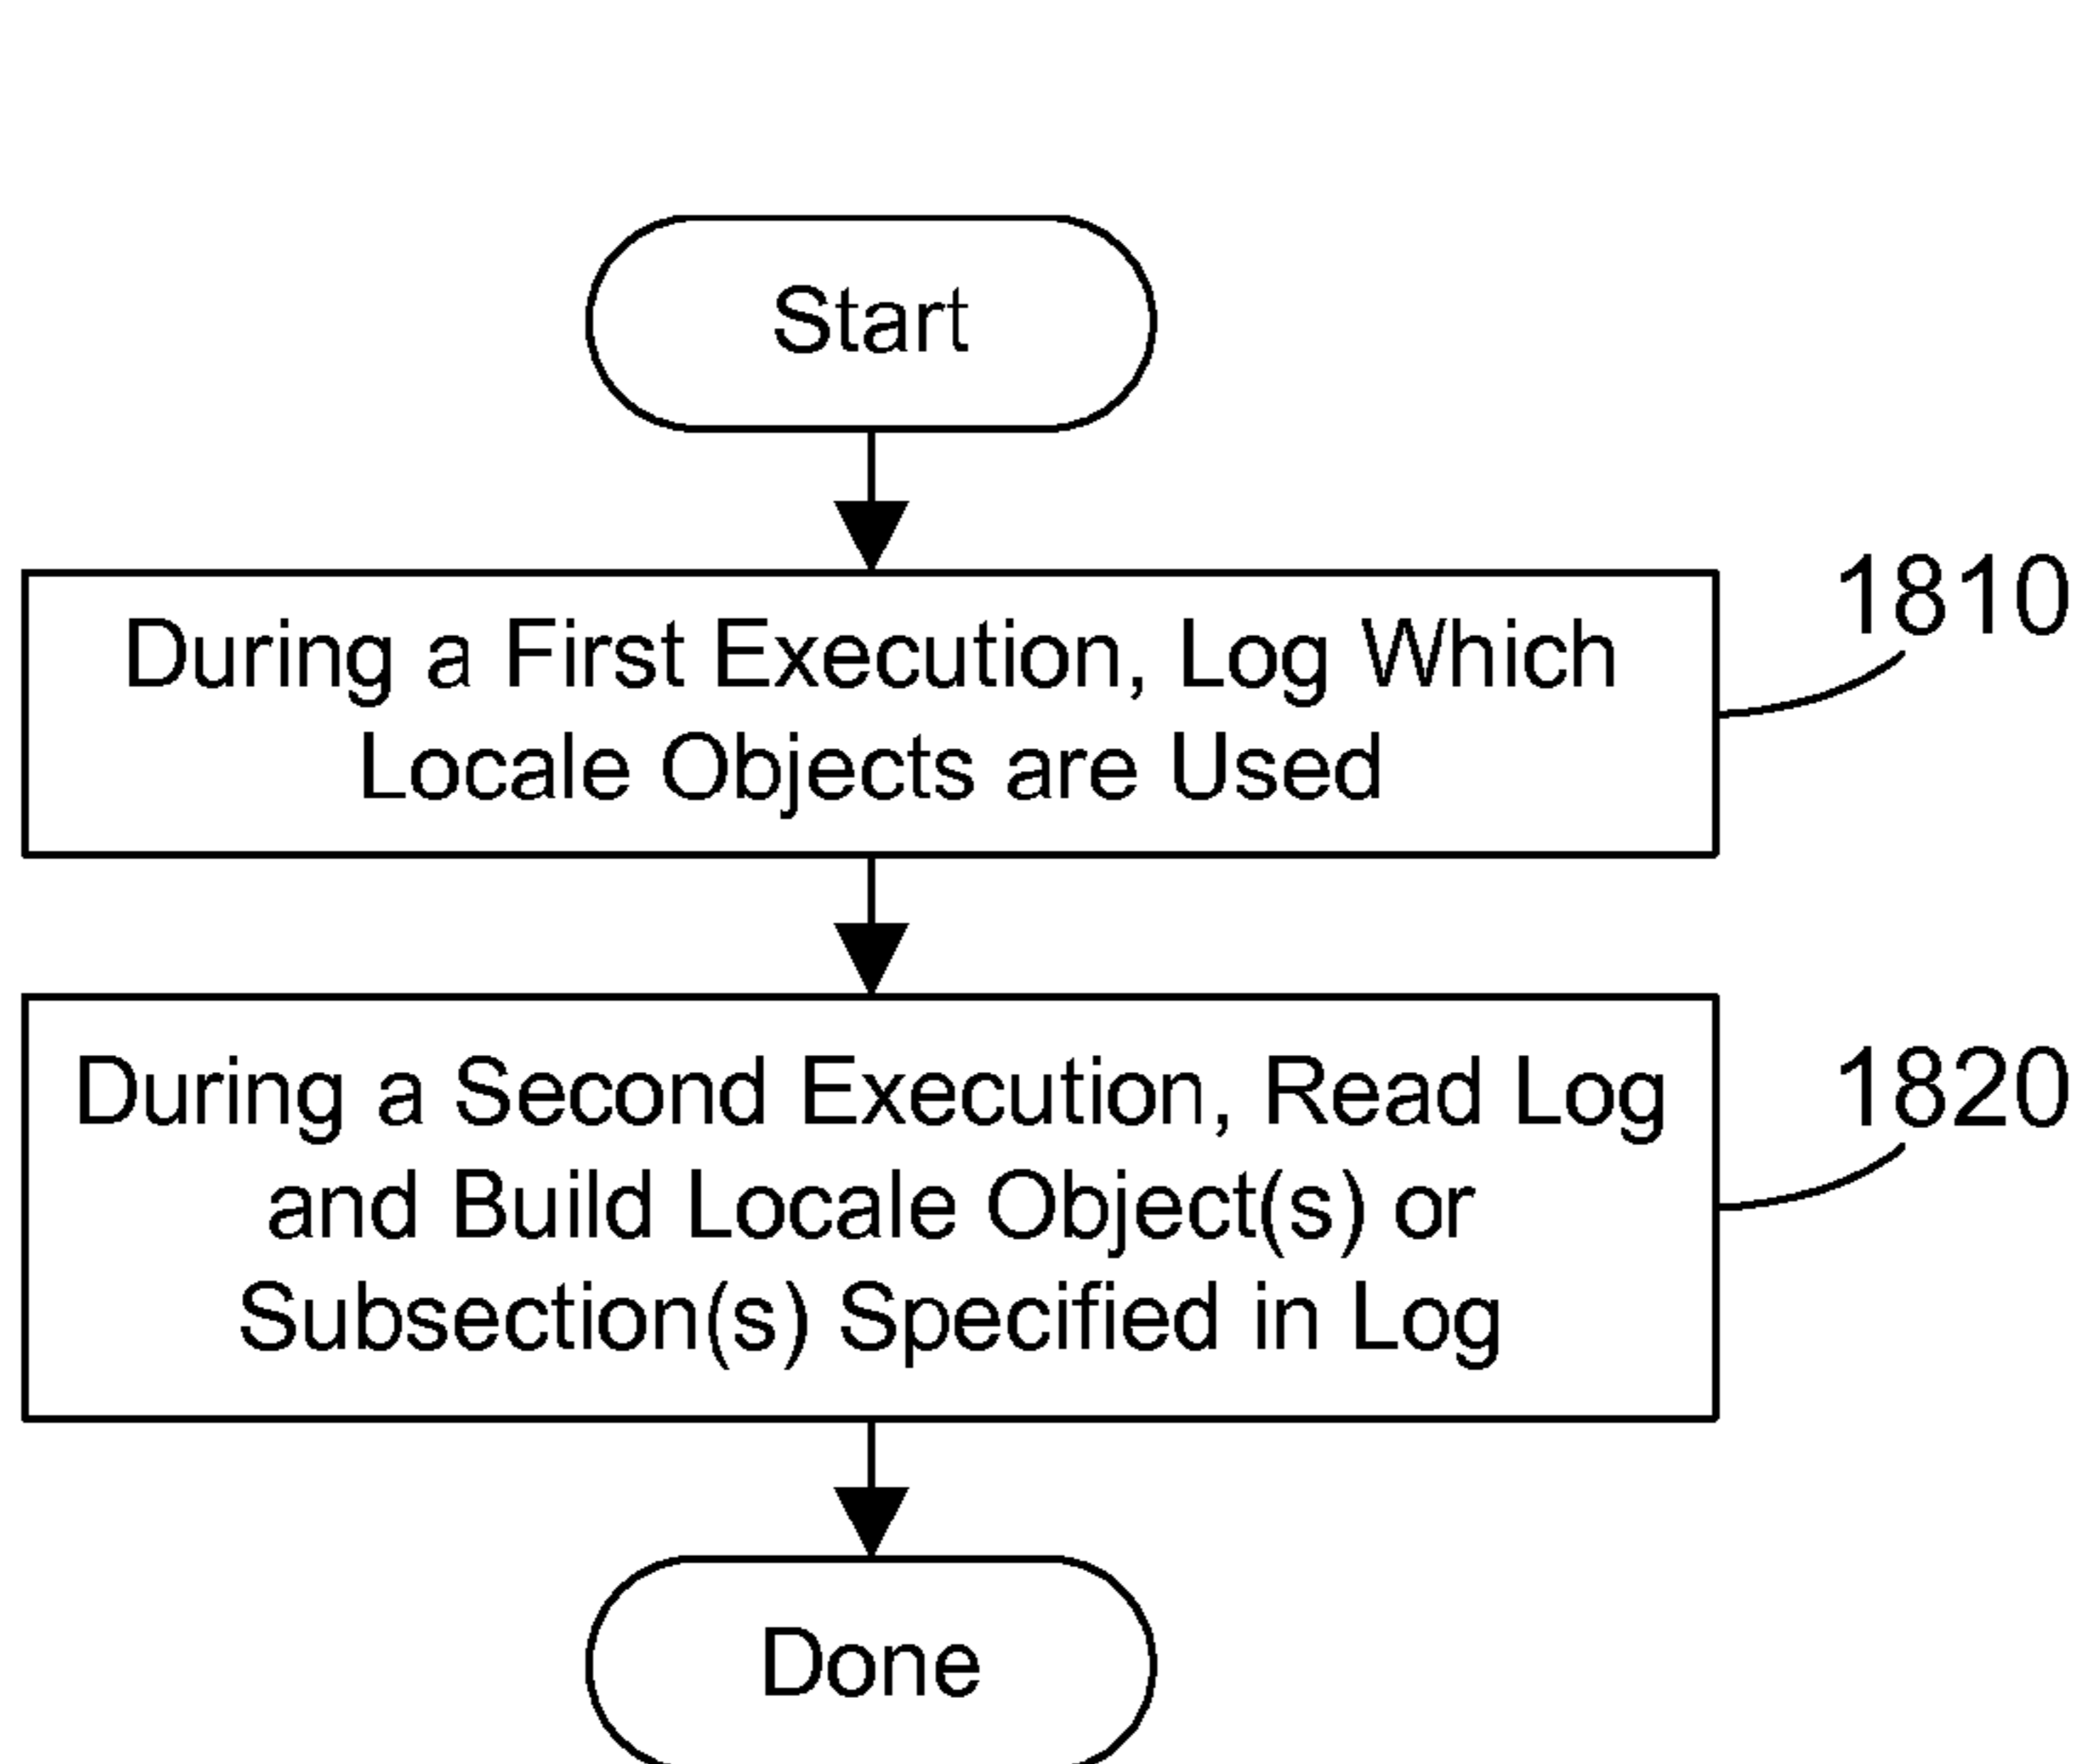 Start
During a First Execution, Log Which
Locale Objects are Used
1810
During a Second Execution, Read Log
and Build Locale Object(s) or
Subsection(s) Specified in Log
1820
Done